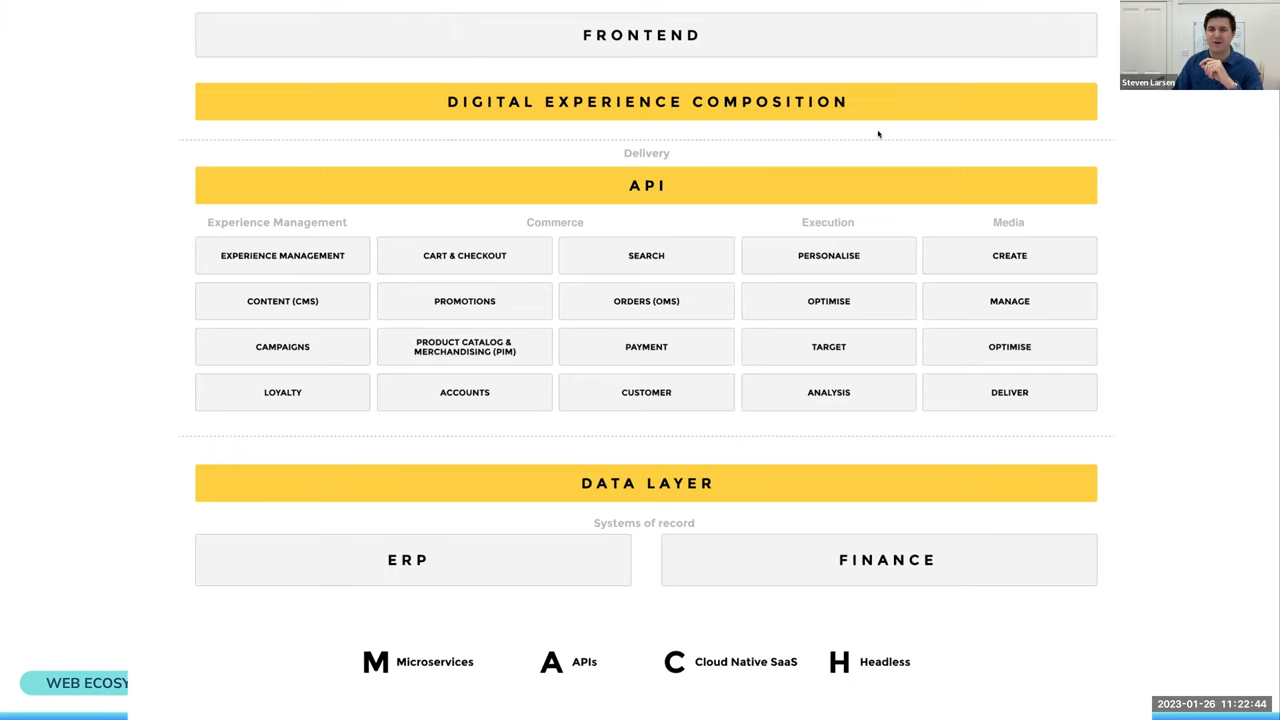 FRONTEND
Steven Larsen
DIGITAL EXPERIENCE COMPOSITION
Delivery
API
Experience Management Commerce Execution Media
EXPERIENCE MANAGEMENT CART & CHECKOUT SEARCH PERSONALISE CREATE
CONTENT (CMS) PROMOTIONS ORDERS (OMS) OPTIMISE MANAGE
CAMPAIGNS PRODUCT CATALOG & MERCHANDISING (PIM) PAYMENT TARGET OPTIMISE
LOYALTY ACCOUNTS CUSTOMER ANALYSIS DELIVER
DATA LAYER
Systems of record
ERP FINANCE
M Microservices A APIs C Cloud Native SaaS H Headless
WEB ECOSY
2023-01-26 11:22:44